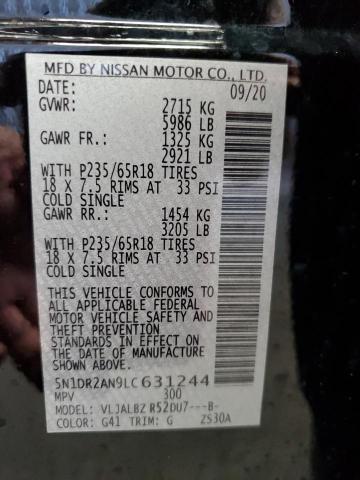 MFD BY NISSAN MOTOR CO., LTD.
DATE: 09/20
GVWR: 2715 KG
5986 LB
GAWR FR.: 1325 KG
2921 LB
WITH P235/65R18 TIRES
18 X 7.5 RIMS AT 33 PSI
COLD SINGLE
GAWR RR.: 1454 KG
3205 LB
WITH P235/65R18 TIRES
18 X 7.5 RIMS AT 33 PSI
COLD SINGLE
THIS VEHICLE CONFORMS TO
ALL APPLICABLE FEDERAL
MOTOR VEHICLE SAFETY AND
THEFT PREVENTION
STANDARDS IN EFFECT
ON THE DATE OF
MANUFACTURE SHOWN ABOVE.
5N1DR2AN9LC631244
MPV 300
MODEL: VLJALBZ R52DU7---B-
COLOR: G41 TRIM: G ZS30A